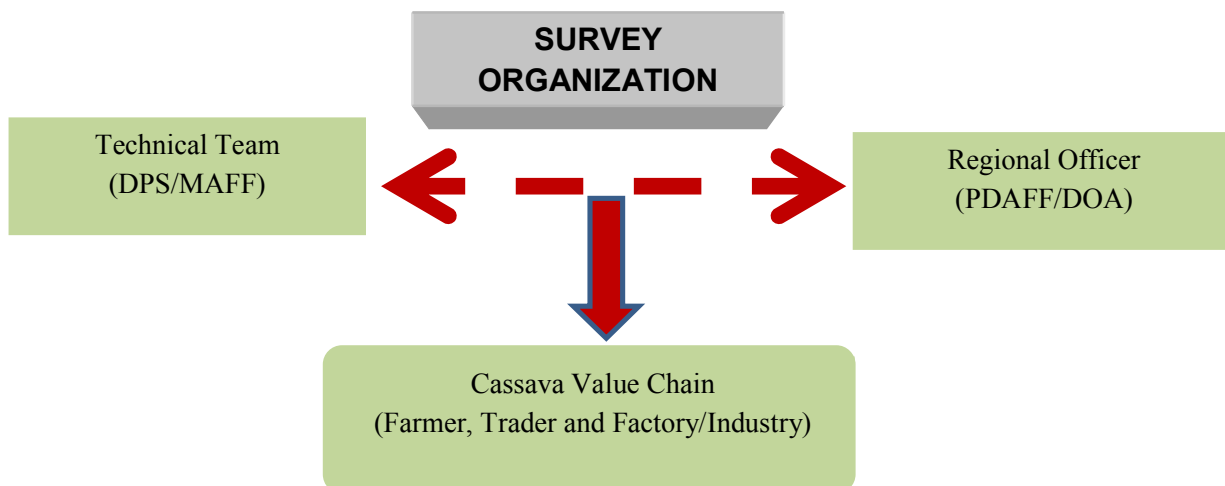 SURVEY
ORGANIZATION
Technical Team
(DPS/MAFF)
Regional Officer
(PDAFF/DOA)
Cassava Value Chain
(Farmer, Trader and Factory/Industry)